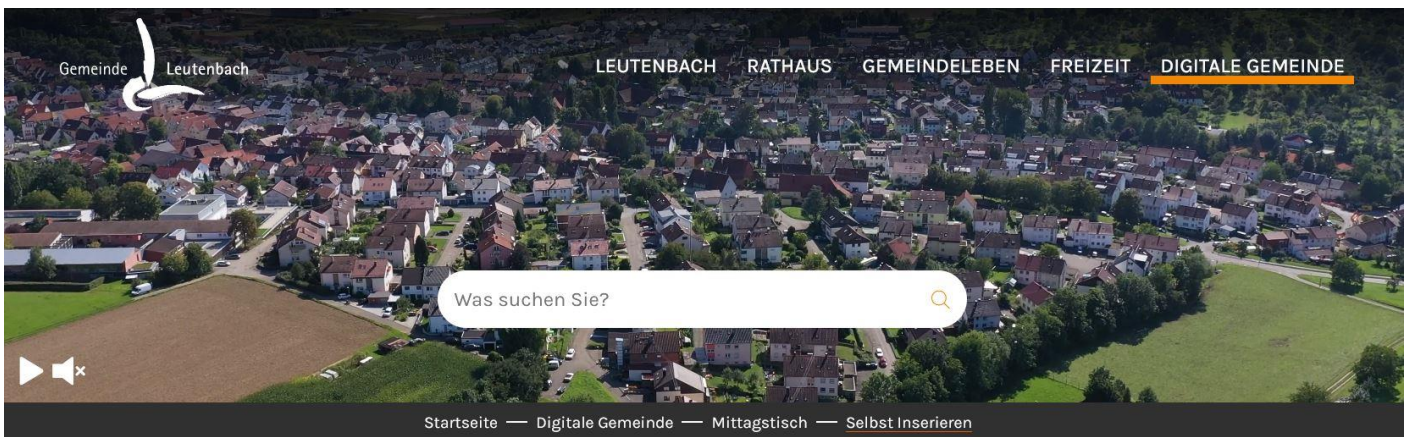 Gemeinde Leutenbach
LEUTENBACH RATHAUS GEMEINDELEBEN FREIZEIT DIGITALE GEMEINDE
Was suchen Sie?
Startseite — Digitale Gemeinde — Mittagstisch — Selbst Inserieren